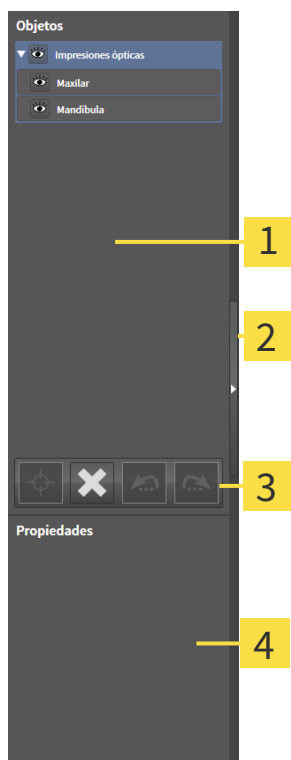 Objetos
Impresiones ópticas
Maxilar
Mandíbula
1
2
3
Propiedades
4